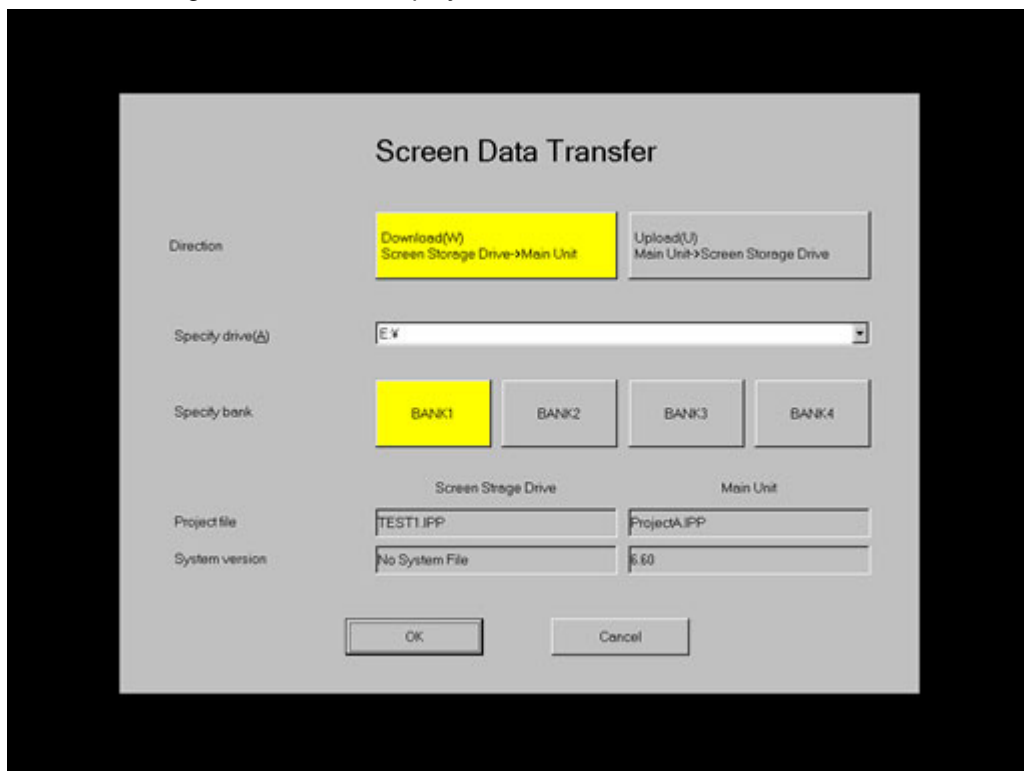 Screen Data Transfer
Direction
Download(W)
Screen Storage Drive->Main Unit
Upload(U)
Main Unit->Screen Storage Drive
Specify drive(A)
E:¥
Specify bank
BANK1
BANK2
BANK3
BANK4
Screen Strage Drive
Main Unit
Project file
TEST1.IPP
ProjectA.IPP
System version
No System File
6.60
OK
Cancel